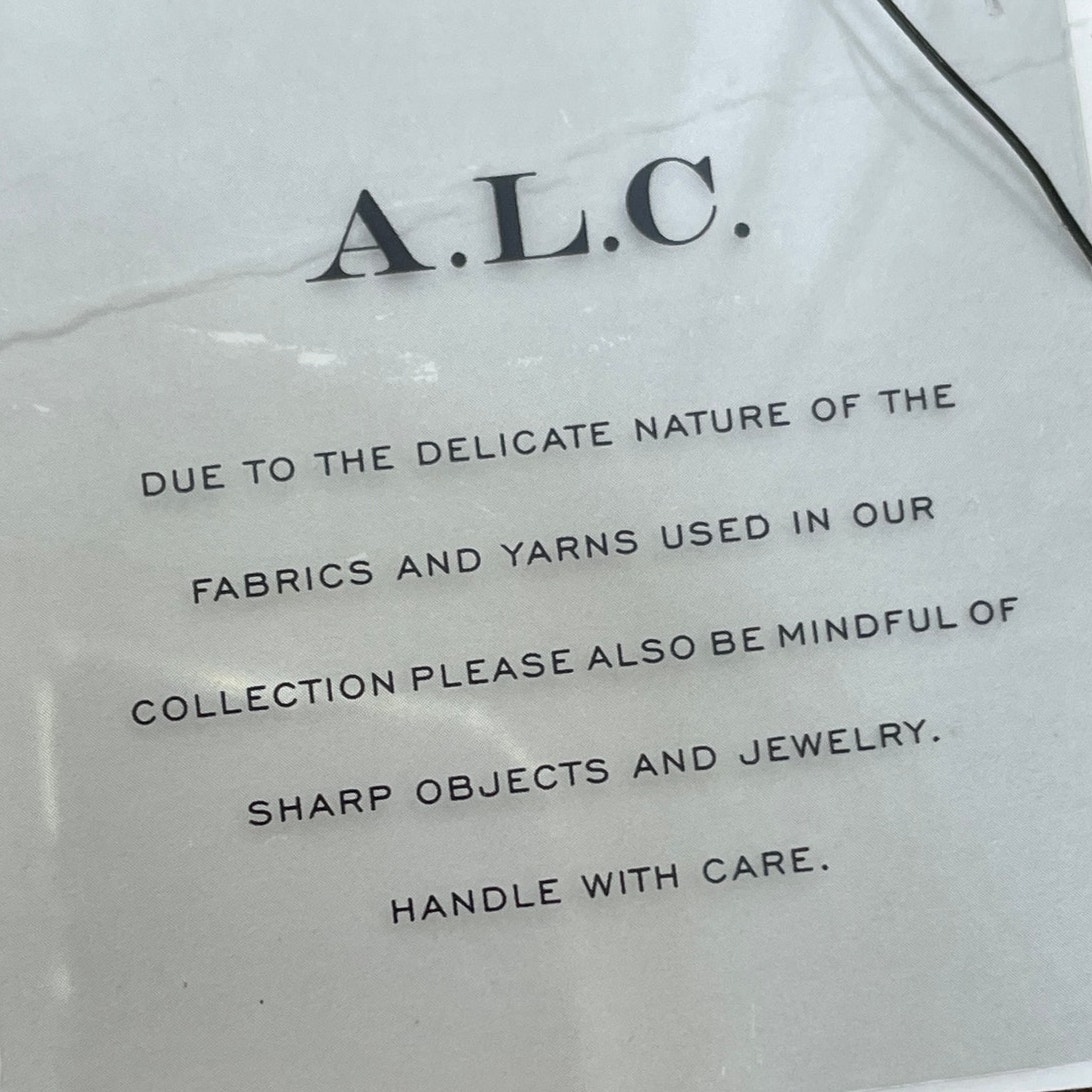 A.L.C.
DUE TO THE DELICATE NATURE OF THE
FABRICS AND YARNS USED IN OUR
COLLECTION PLEASE ALSO BE MINDFUL OF
SHARP OBJECTS AND JEWELRY.
HANDLE WITH CARE.